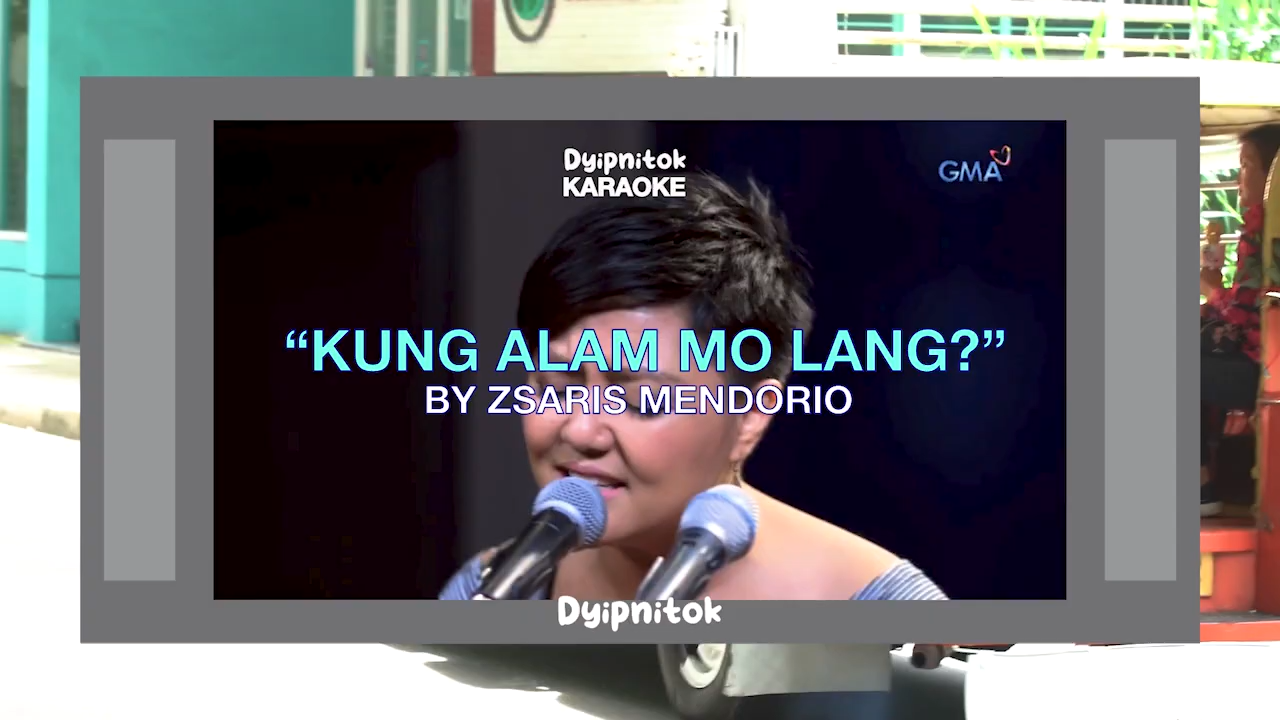 Dyipnitok
KARAOKE
GMA
“KUNG ALAM MO LANG?”
BY ZSARIS MENDORIO
Dyipnitok